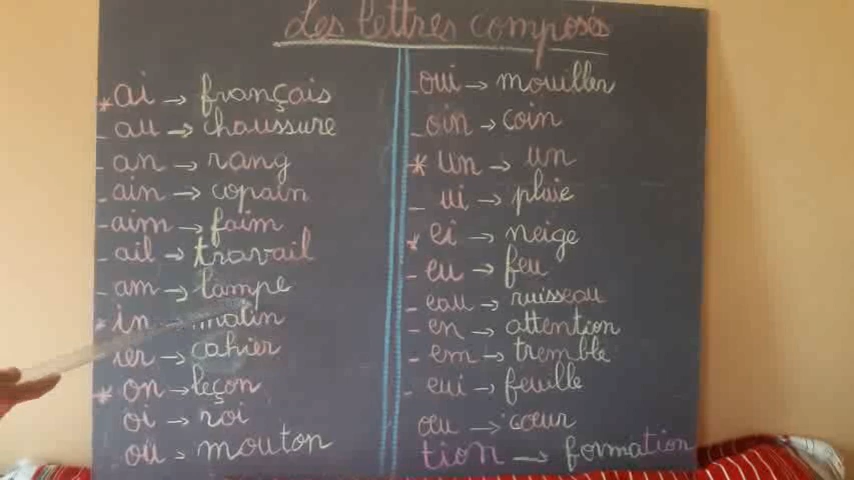 Les lettres composés
* ai → français
- au → chaussure
- an → rang
- ain → copain
- aim → faim
- ail → travail
- am → lampe
* in → matin
ier → cahier
* on → leçon
oi → roi
ou → mouton
- oui → mouiller
- oin → coin
* un → un
- ui → pluie
* ei → neige
- eu → feu
- eau → ruisseau
- en → attention
- em → tremble
- eui → feuille
œu → cœur
tion → formation